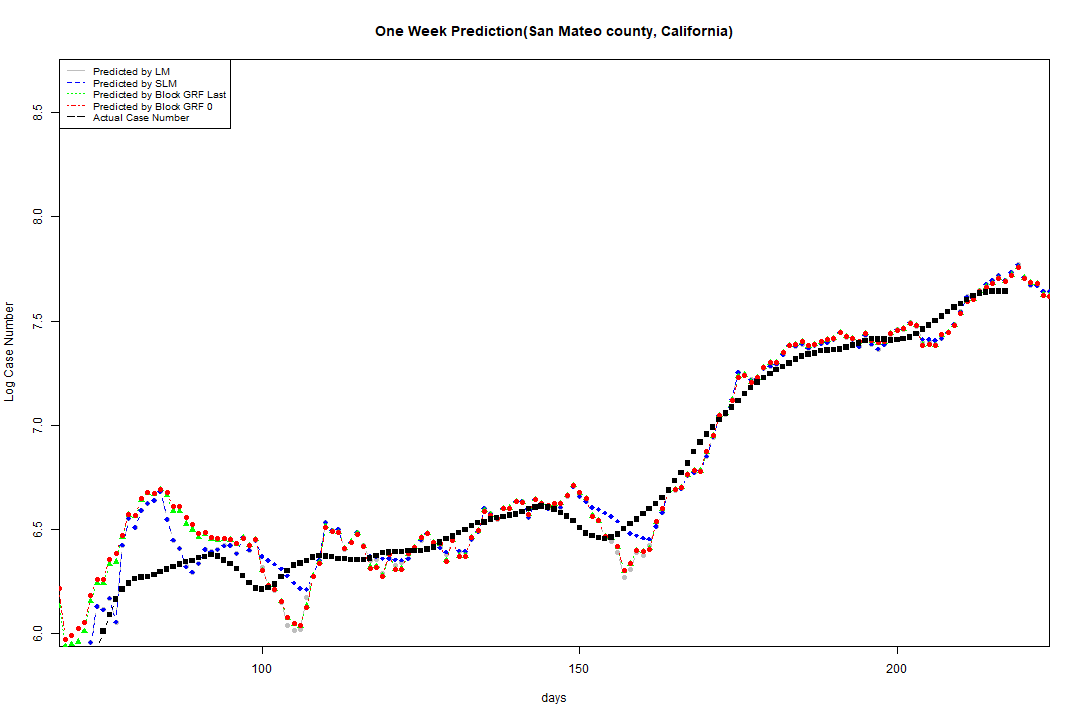 One Week Prediction(San Mateo county, California)
Predicted by LM
Predicted by SLM
Predicted by Block GRF Last
Predicted by Block GRF 0
Actual Case Number
8.5
8.0
7.5
7.0
6.5
6.0
Log Case Number
100
150
200
days